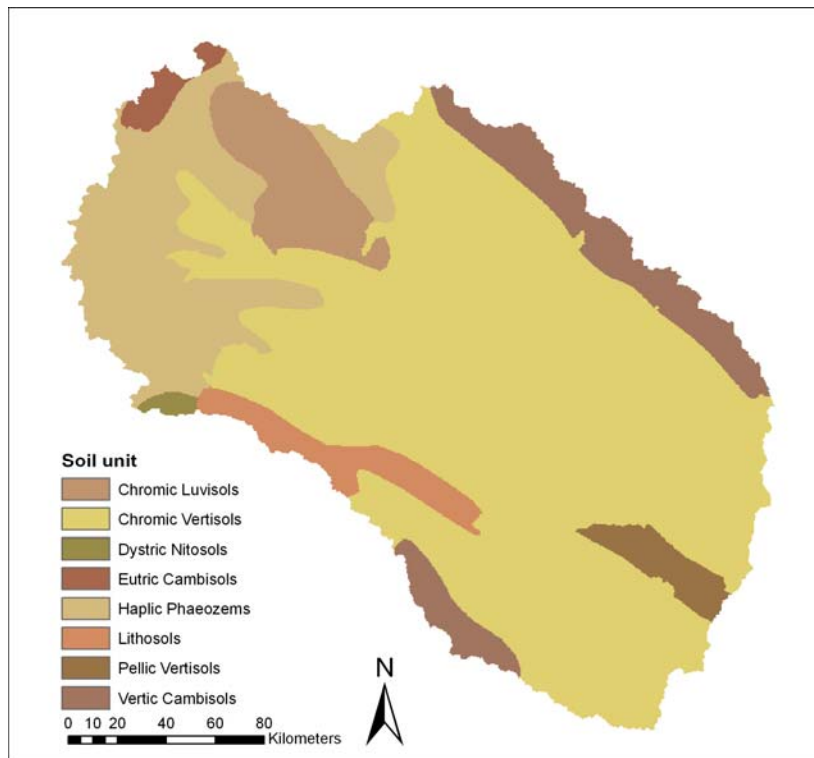 Soil unit
Chromic Luvisols
Chromic Vertisols
Dystric Nitosols
Eutric Cambisols
Haplic Phaeozems
Lithosols
Pellic Vertisols
Vertic Cambisols
N
0 10 20 40 60 80
Kilometers